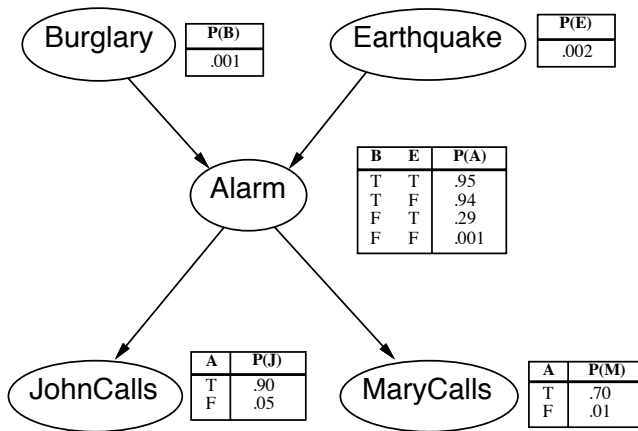 Burglary
P(B)
.001
Earthquake
P(E)
.002
Alarm
B E P(A)
T T .95
T F .94
F T .29
F F .001
JohnCalls
A P(J)
T .90
F .05
MaryCalls
A P(M)
T .70
F .01